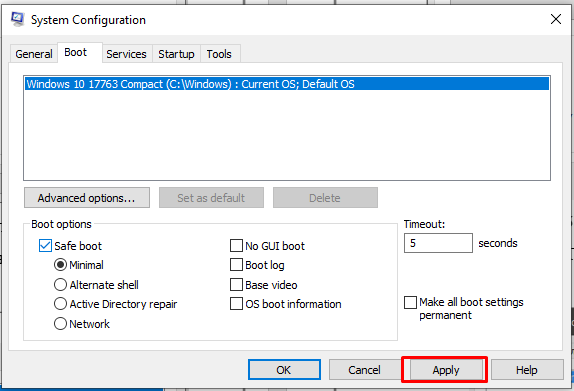 System Configuration
General Boot Services Startup Tools
Windows 10 17763 Compact (C:\Windows) : Current OS; Default OS
Advanced options... Set as default Delete
Boot options
Safe boot
Minimal
Alternate shell
Active Directory repair
Network
No GUI boot
Boot log
Base video
OS boot information
Timeout:
5 seconds
Make all boot settings
permanent
OK Cancel Apply Help